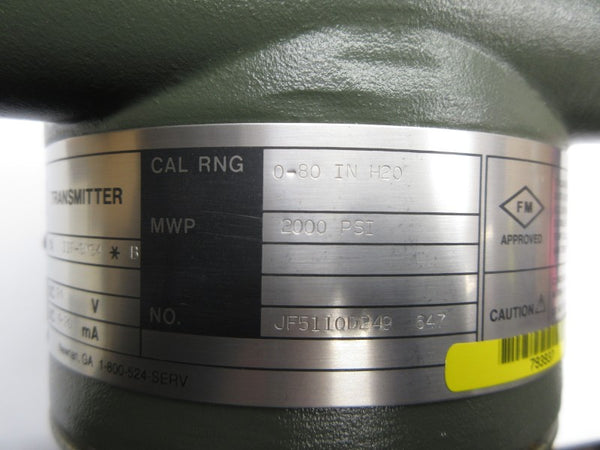 TRANSMITTER
CAL RNG 0-80 IN H2O
MWP 2000 PSI
* B
V
mA
NO. JF5110D249 647
Newnan, GA 1-800-524-SERV
FM
APPROVED
CAUTION